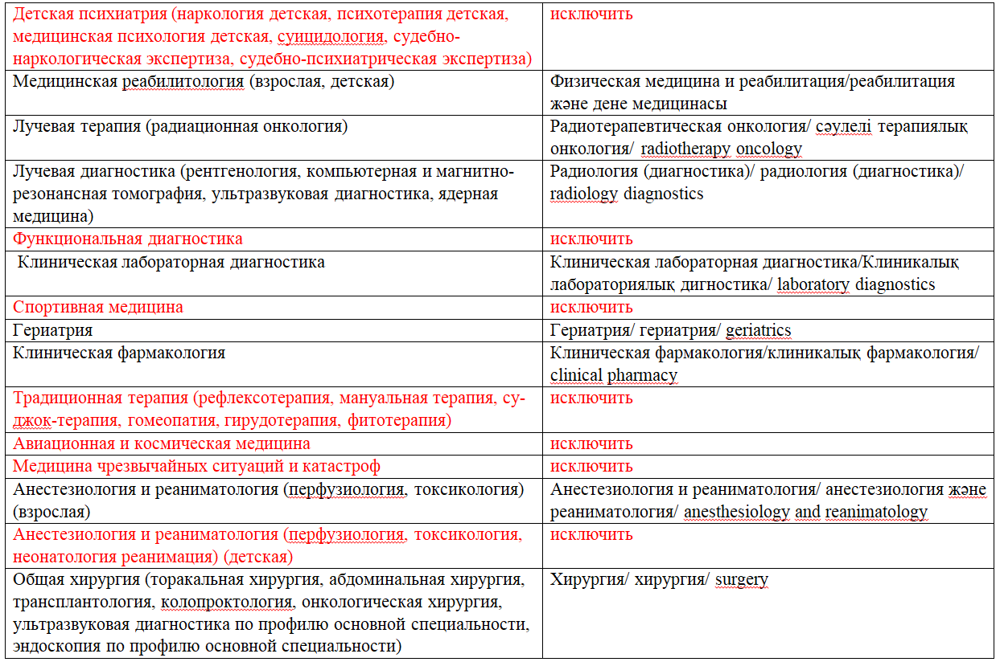 Детская психиатрия (наркология детская, психотерапия детская,
медицинская психология детская, суицидология, судебно-
наркологическая экспертиза, судебно-психиатрическая экспертиза)
исключить
Медицинская реабилитология (взрослая, детская)
Физическая медицина и реабилитация/реабилитация
және дене медицинасы
Лучевая терапия (радиационная онкология)
Радиотерапевтическая онкология/ сәулелі терапиялық
онкология/ radiotherapy oncology
Лучевая диагностика (рентгенология, компьютерная и магнитно-
резонансная томография, ультразвуковая диагностика, ядерная
медицина)
Радиология (диагностика)/ радиология (диагностика)/
radiology diagnostics
Функциональная диагностика
исключить
Клиническая лабораторная диагностика
Клиническая лабораторная диагностика/Клиникалық
лабораториялық дигностика/ laboratory diagnostics
Спортивная медицина
исключить
Гериатрия
Гериатрия/ гериатрия/ geriatrics
Клиническая фармакология
Клиническая фармакология/клиникалық фармакология/
clinical pharmacy
Традиционная терапия (рефлексотерапия, мануальная терапия, су-
джок-терапия, гомеопатия, гирудотерапия, фитотерапия)
исключить
Авиационная и космическая медицина
исключить
Медицина чрезвычайных ситуаций и катастроф
исключить
Анестезиология и реаниматология (перфузиология, токсикология)
(взрослая)
Анестезиология и реаниматология/ анестезиология және
реаниматология/ anesthesiology and reanimatology
Анестезиология и реаниматология (перфузиология, токсикология,
неонатология реанимация) (детская)
исключить
Общая хирургия (торакальная хирургия, абдоминальная хирургия,
трансплантология, колопроктология, онкологическая хирургия,
ультразвуковая диагностика по профилю основной специальности,
эндоскопия по профилю основной специальности)
Хирургия/ хирургия/ surgery